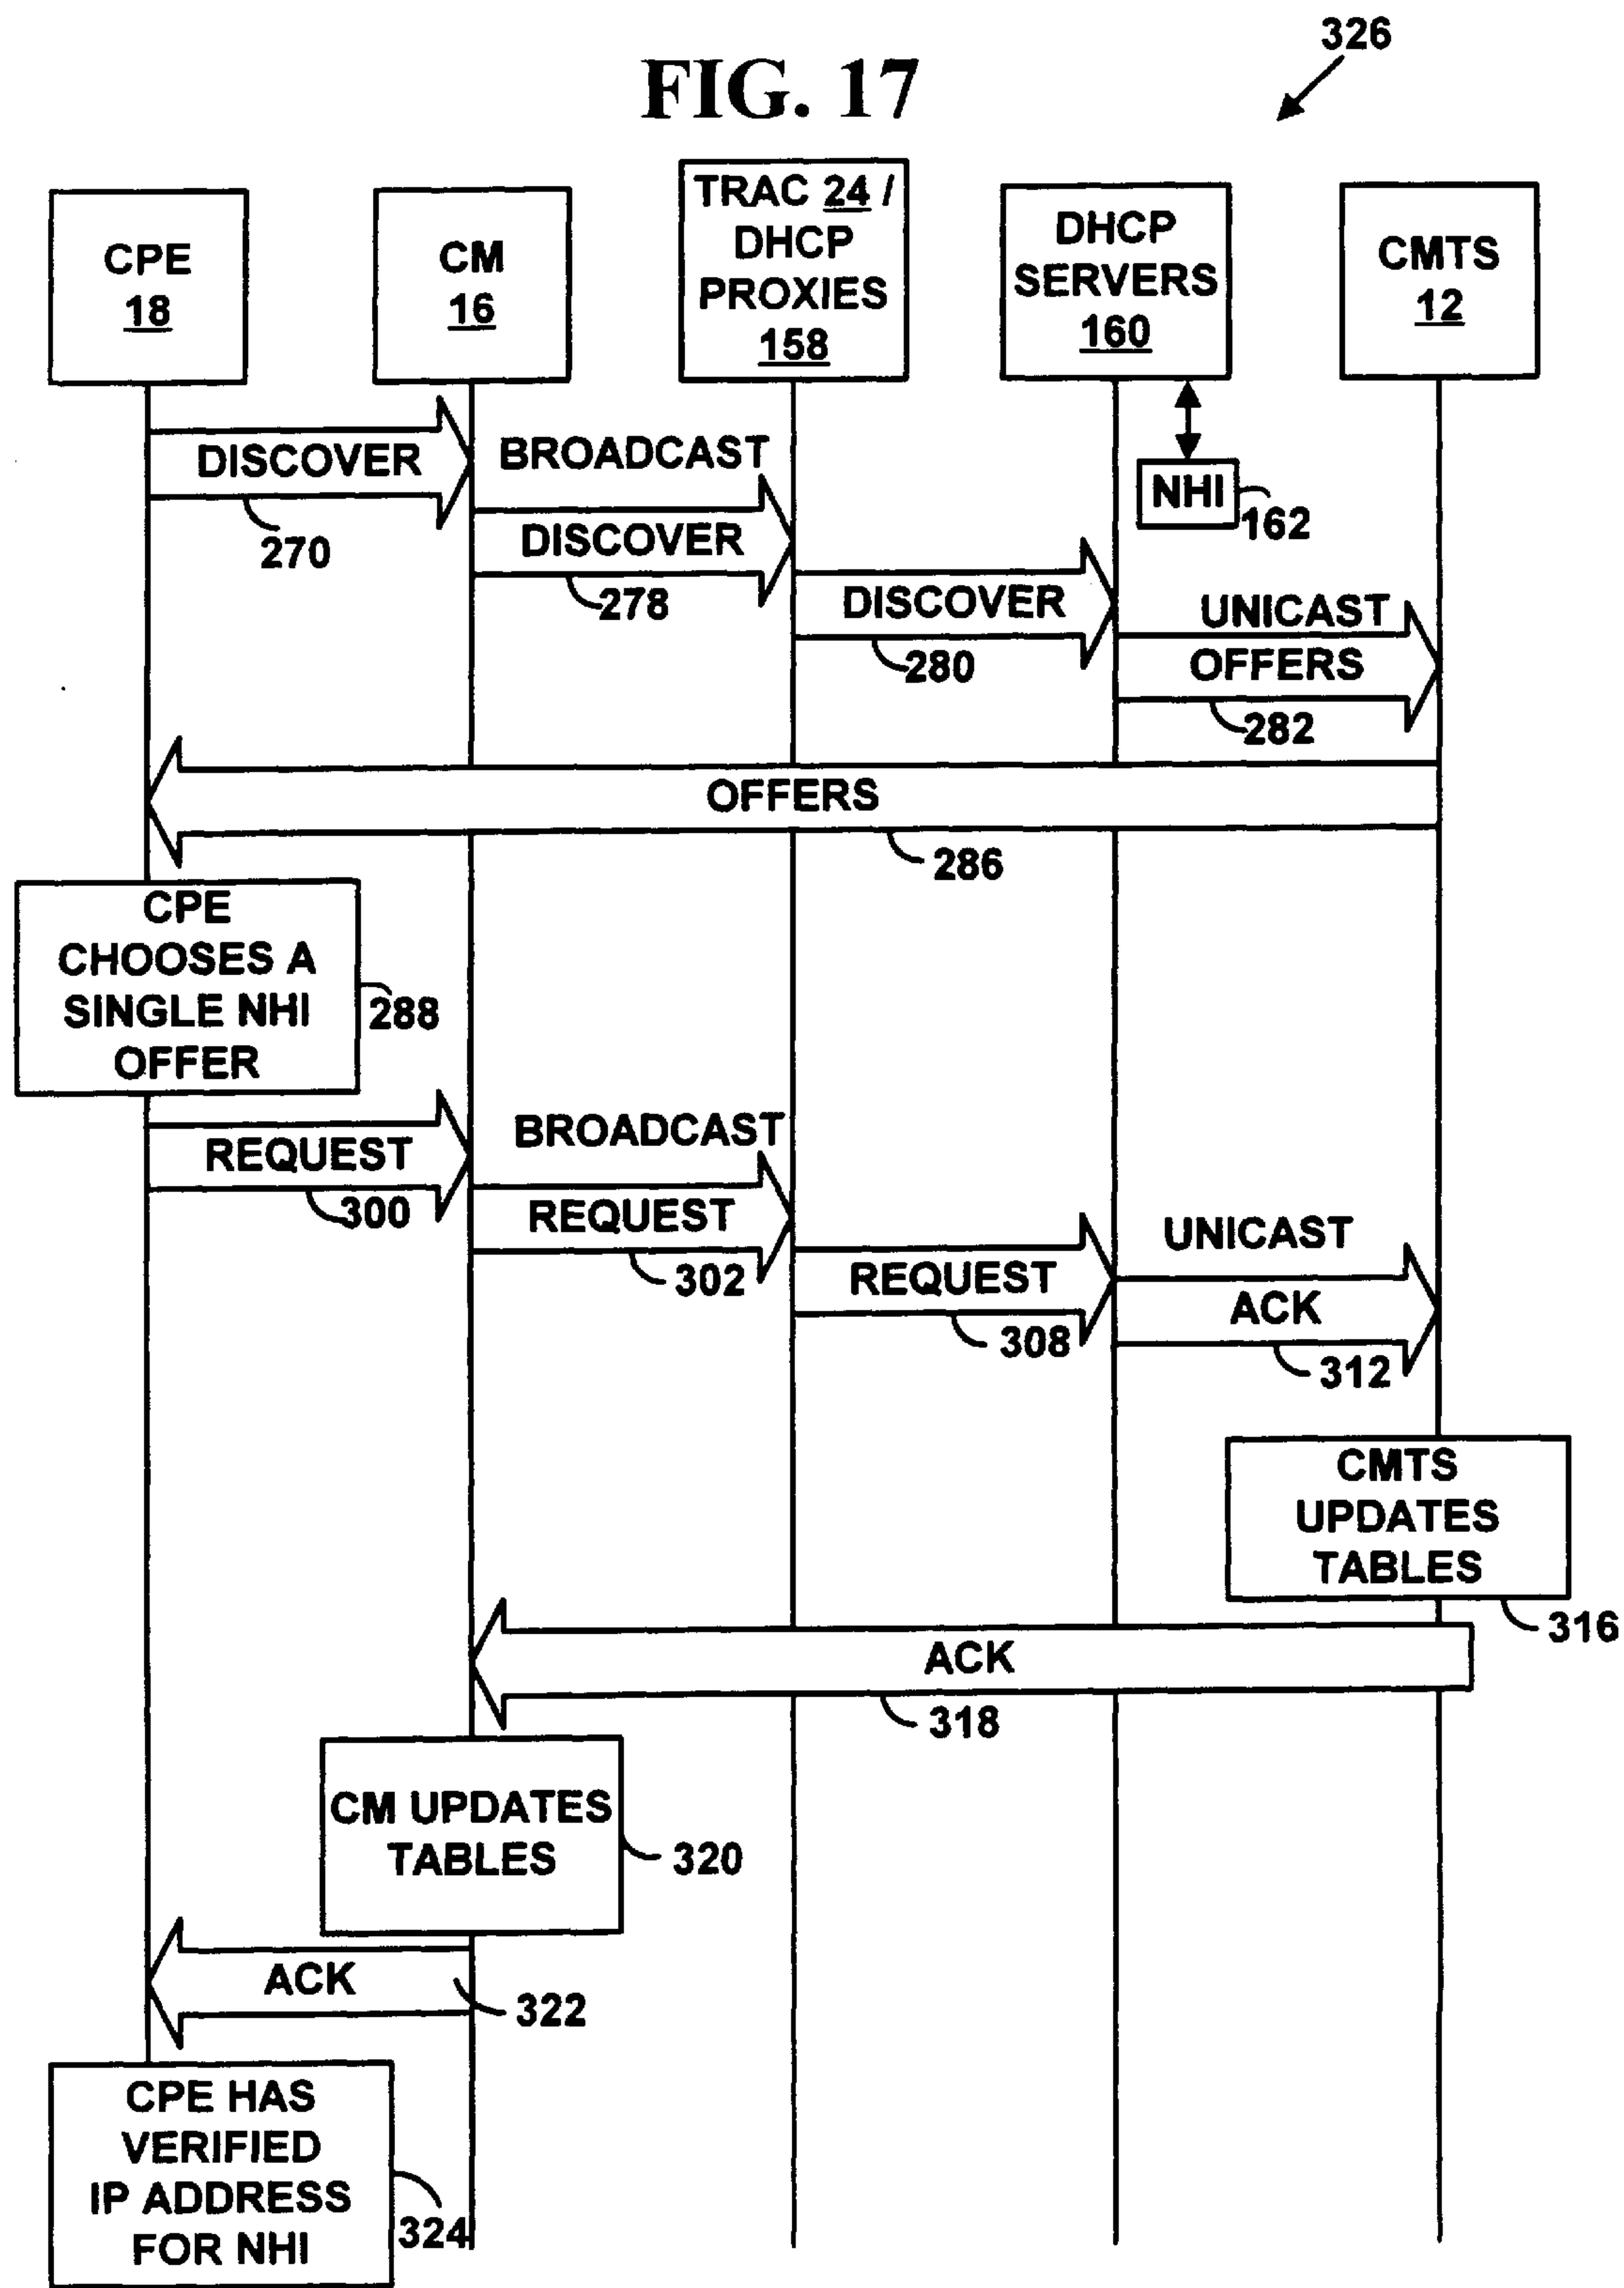 326
FIG. 17
CPE
18
CM
16
TRAC 24 /
DHCP
PROXIES
158
DHCP
SERVERS
160
CMTS
12
DISCOVER
270
BROADCAST
DISCOVER
278
NHI
162
DISCOVER
280
UNICAST
OFFERS
282
OFFERS
286
CPE
CHOOSES A
SINGLE NHI
OFFER
288
REQUEST
300
BROADCAST
REQUEST
302
REQUEST
308
UNICAST
ACK
312
CMTS
UPDATES
TABLES
316
ACK
318
CM UPDATES
TABLES
320
ACK
322
CPE HAS
VERIFIED
IP ADDRESS
FOR NHI
324